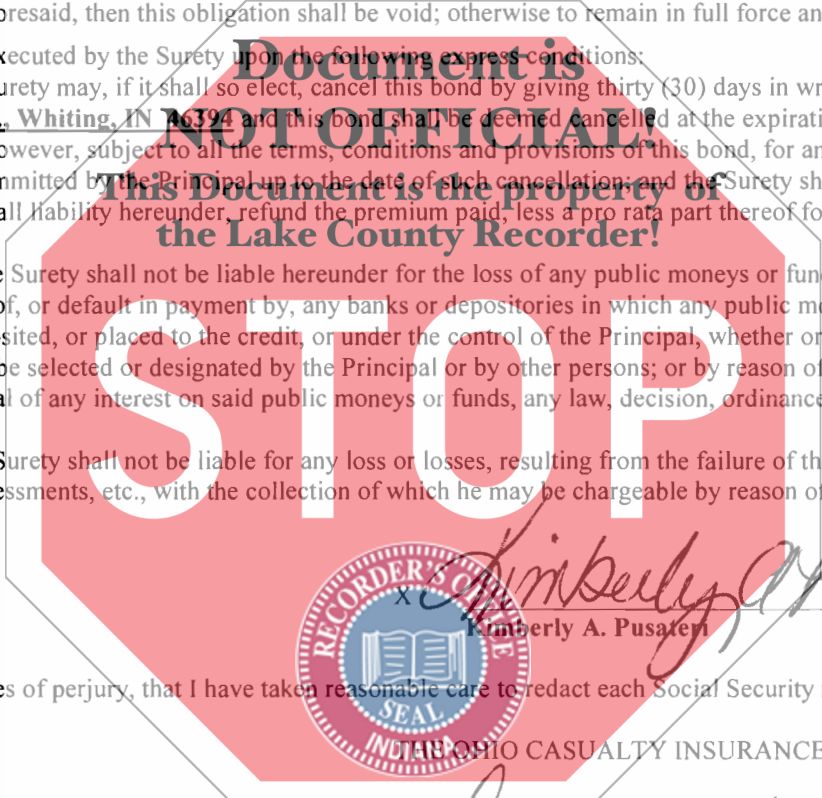 oresaid, then this obligation shall be void; otherwise to remain in full force an
xecuted by the Surety upon the following express conditions:
Document is
urety may, if it shall so elect, cancel this bond by giving thirty (30) days in wr
., Whiting, IN 46394 and this bond shall be deemed cancelled at the expirati
NOT OFFICIAL!
owever, subject to all the terms, conditions and provisions of this bond, for an
mmitted by the Principal up to the date of such cancellation; and the Surety sh
This Document is the property of
all liability hereunder, refund the premium paid, less a pro rata part thereof fo
the Lake County Recorder!
e Surety shall not be liable hereunder for the loss of any public moneys or fund
of, or default in payment by, any banks or depositories in which any public mo
sited, or placed to the credit, or under the control of the Principal, whether or
be selected or designated by the Principal or by other persons; or by reason of
al of any interest on said public moneys or funds, any law, decision, ordinance
STOP
Surety shall not be liable for any loss or losses, resulting from the failure of th
essments, etc., with the collection of which he may be chargeable by reason of
X Kimberly A
Kimberly A. Pusateri
RECORDER'S OFFICE
SEAL
INDIANA
es of perjury, that I have taken reasonable care to redact each Social Security
THE OHIO CASUALTY INSURANCE